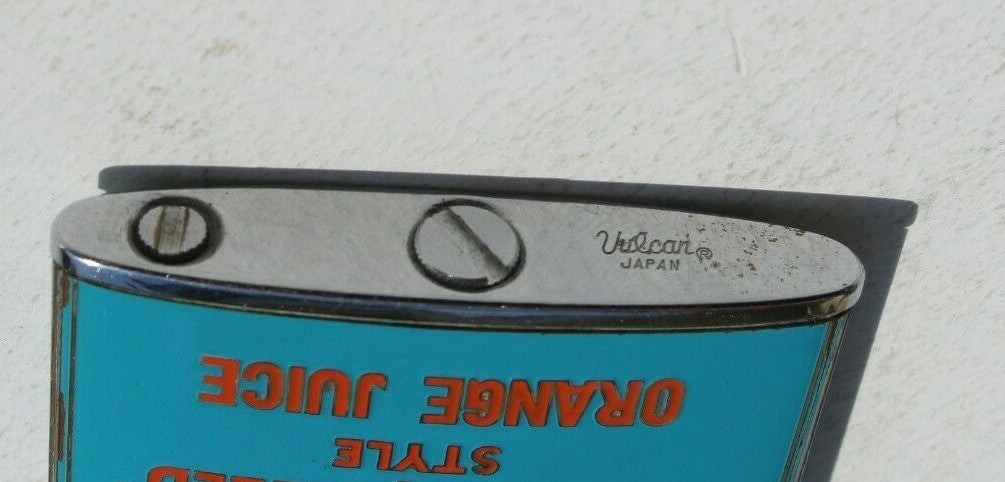 Vulcan ®
JAPAN
STYLE
ORANGE JUICE